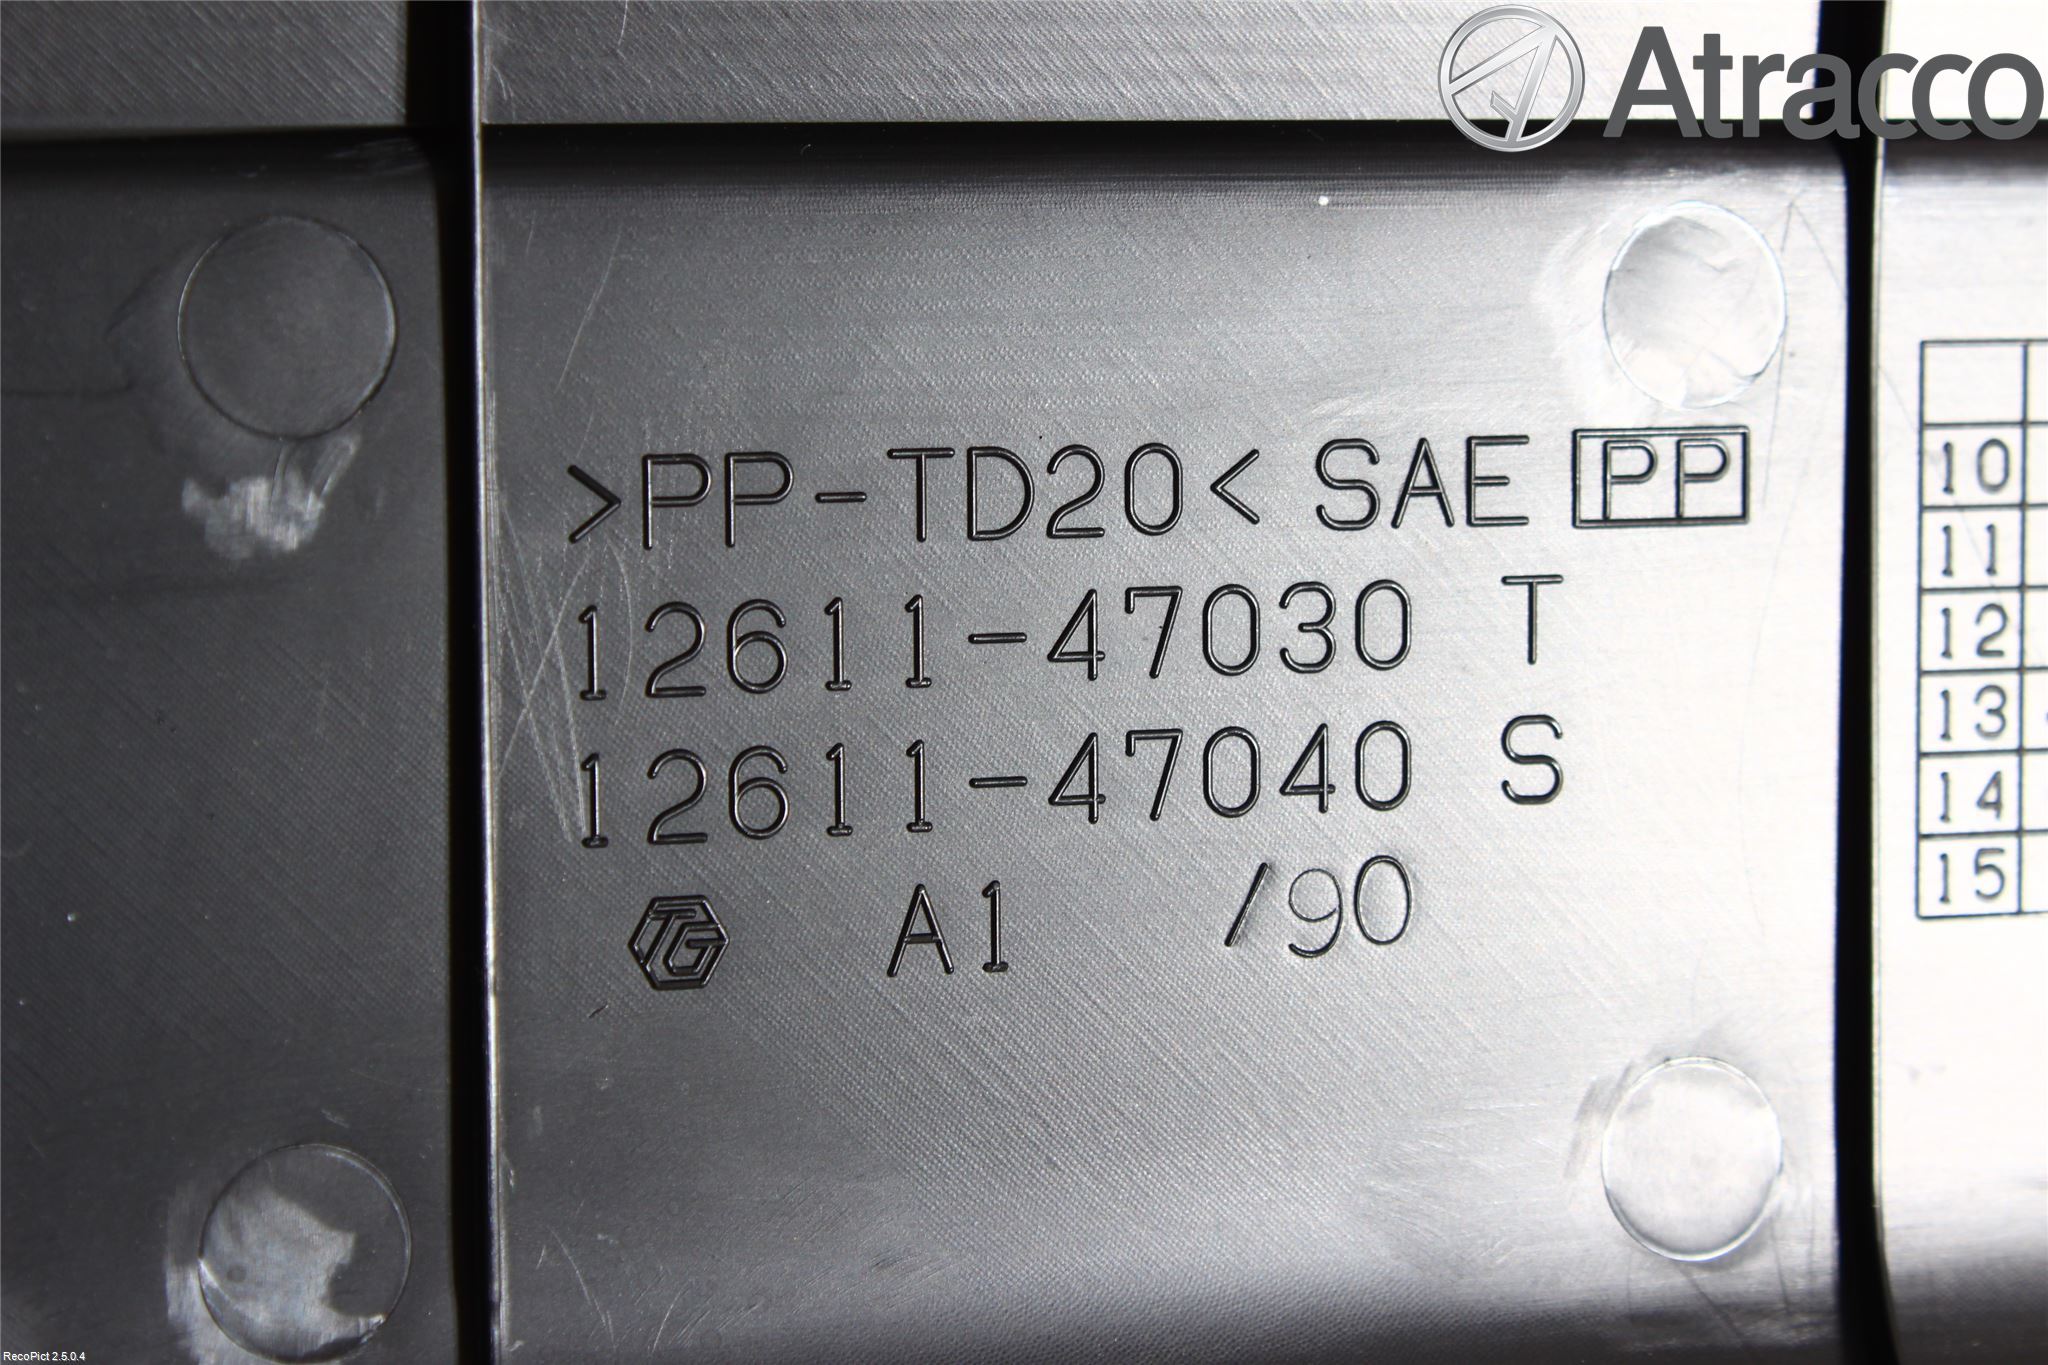 Atracco
>PP-TD20< SAE PP
12611-47030 T
12611-47040 S
TG A1 /90
10
11
12
13
14
15
RecoPict 2.5.0.4